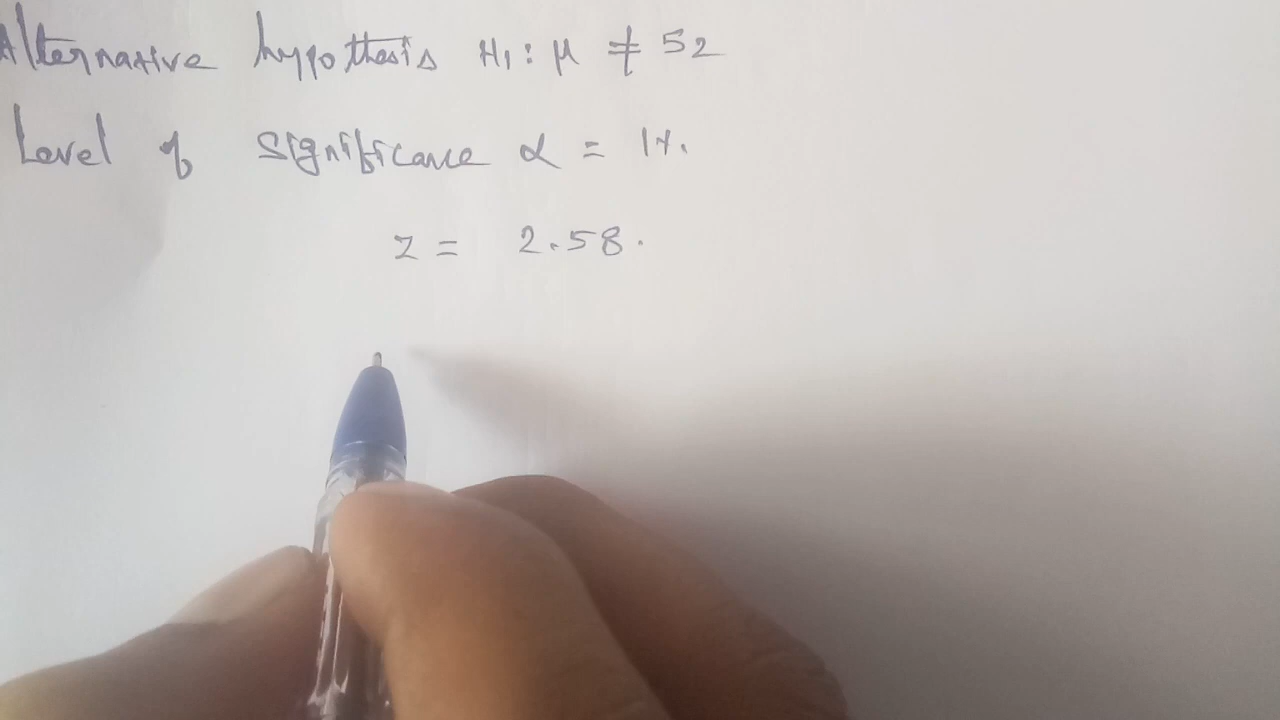 Alternative hypothesis H₁: μ ≠ 52
Level of significance α = 1%.
z = 2.58.